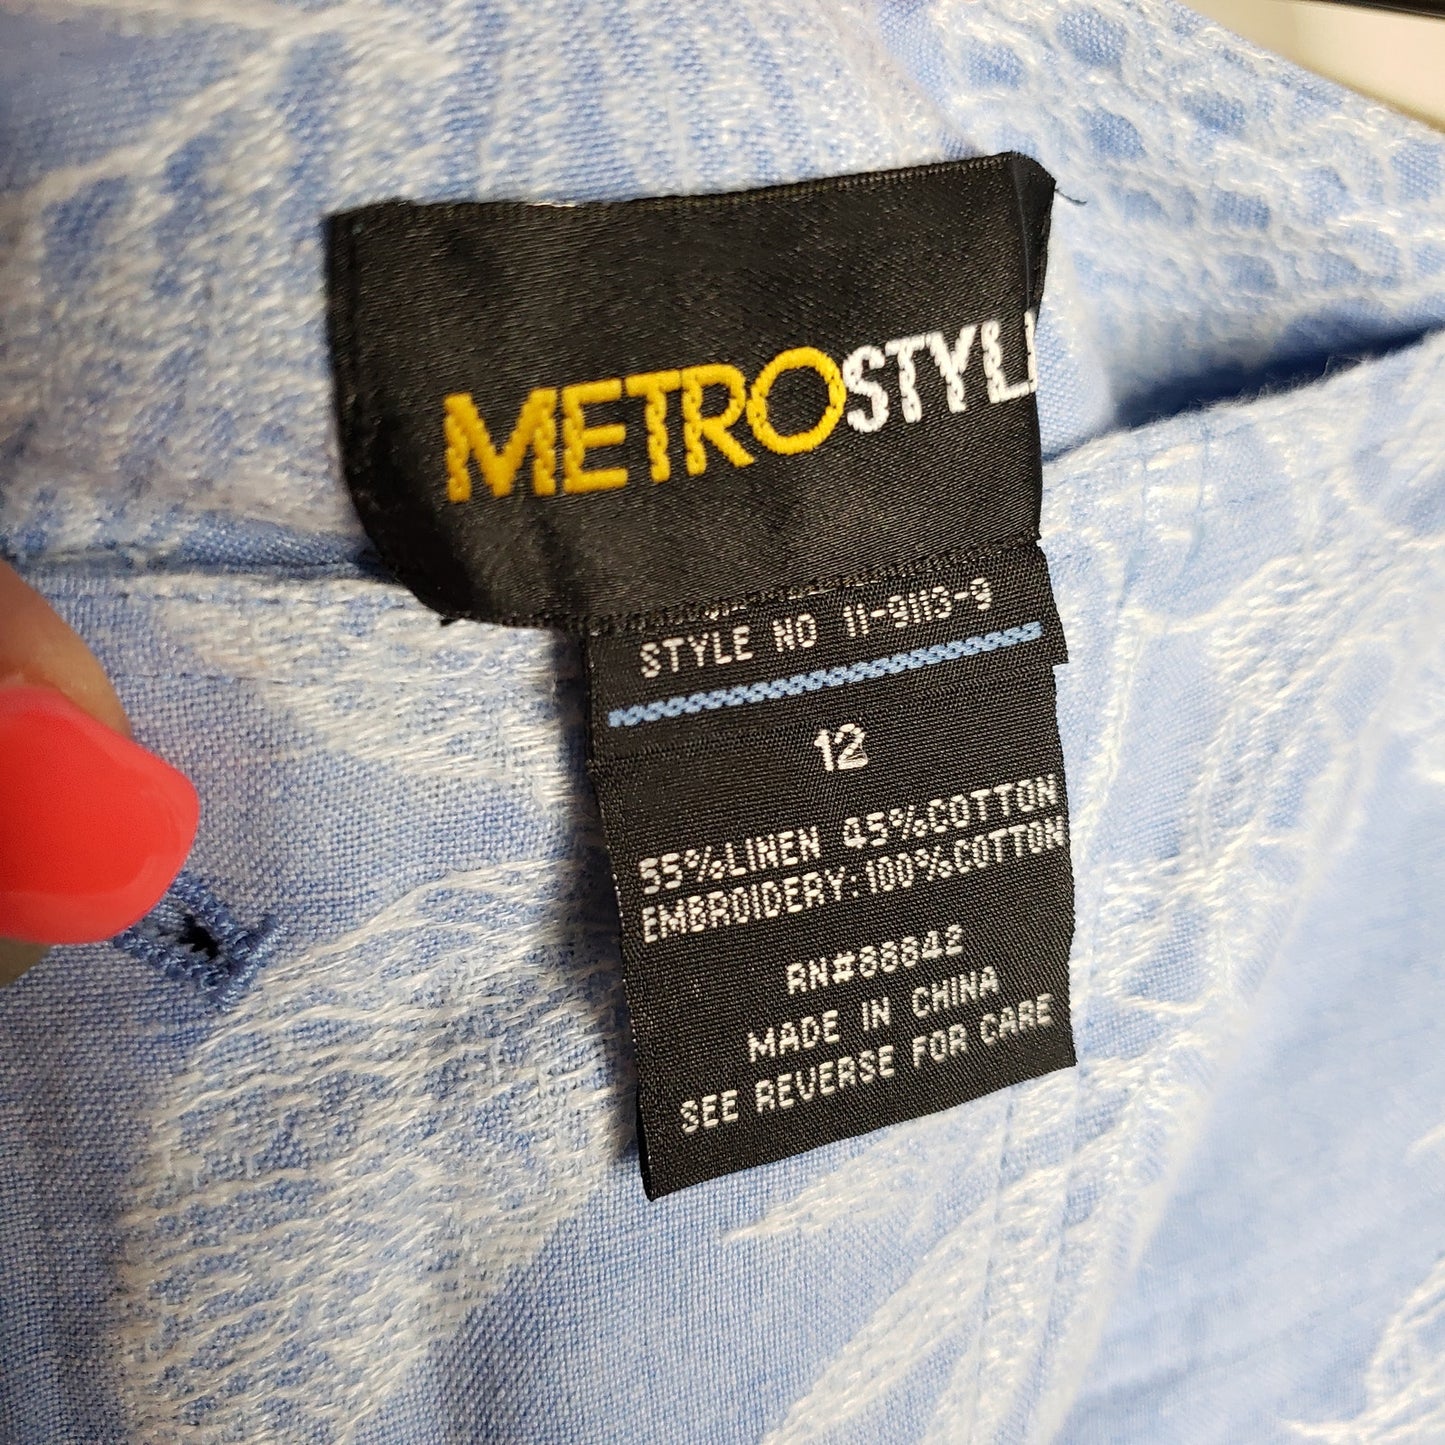 METROSTYL
STYLE NO 11-9113-9
12
55%LINEN 45%COTTON
EMBROIDERY:100%COTTON
RN#88842
MADE IN CHINA
SEE REVERSE FOR CARE